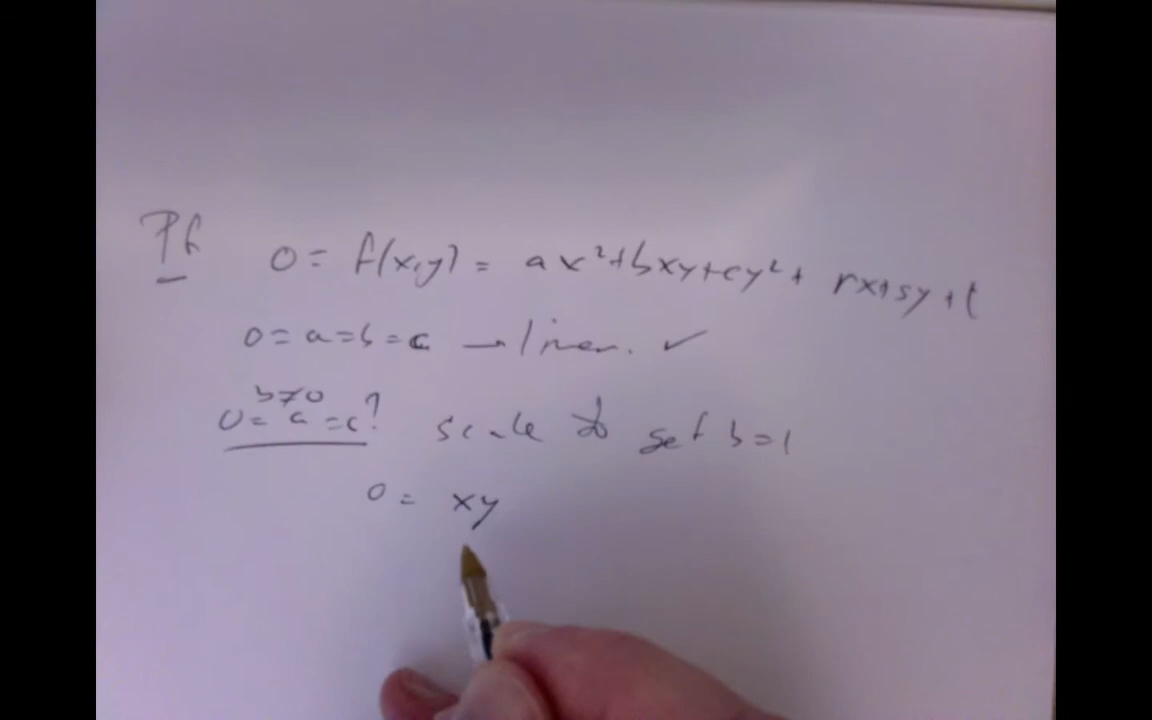 Pf 0 = f(x,y) = ax²+bxy+cy²+ rx+sy+t
0=a=b=c → linear. ✓
b≠0
0=a=c? scale to set b=1
0= xy